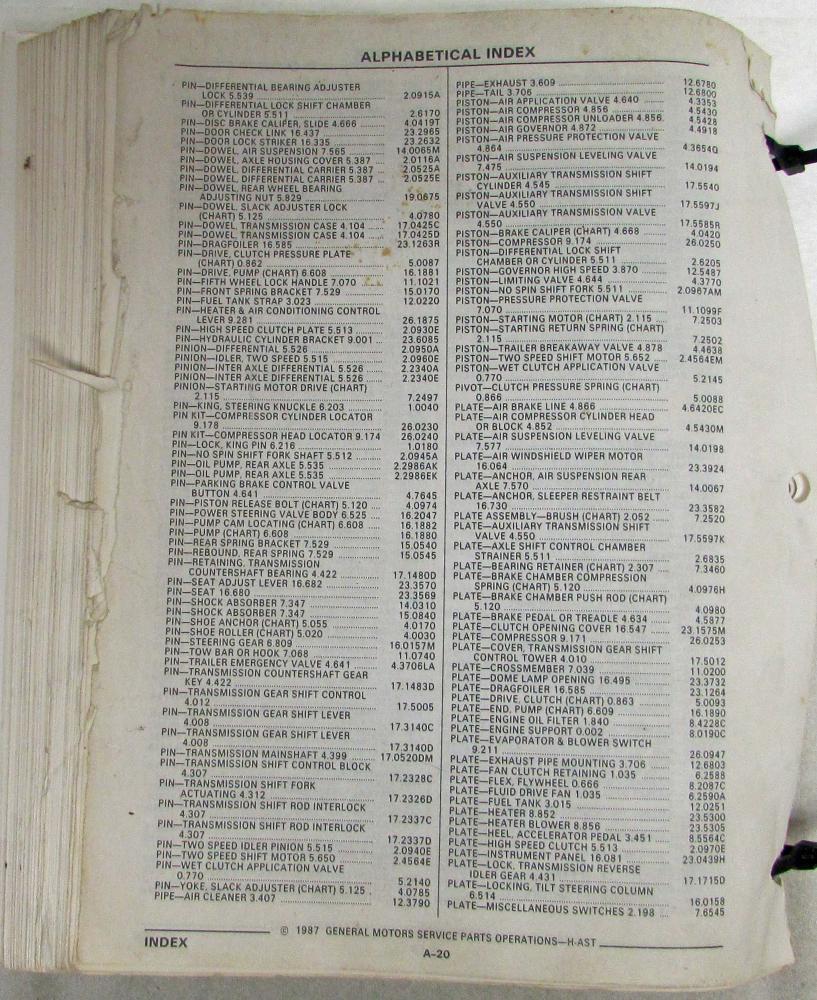 ALPHABETICAL INDEX
PIN—DIFFERENTIAL BEARING ADJUSTER
LOCK 5.539 2.0915A
PIN—DIFFERENTIAL LOCK SHIFT CHAMBER
OR CYLINDER 5.511 2.6170
PIN—DISC BRAKE CALIPER, SLIDE 4.666 4.0419T
PIN—DOOR CHECK LINK 16.437 23.2965
PIN—DOOR LOCK STRIKER 16.335 23.2632
PIN—DOWEL, AIR SUSPENSION 7.565 14.0065M
PIN—DOWEL, AXLE HOUSING COVER 5.387 2.0116A
PIN—DOWEL, DIFFERENTIAL CARRIER 5.387 2.0525A
PIN—DOWEL, DIFFERENTIAL CARRIER 5.387 2.0525E
PIN—DOWEL, REAR WHEEL BEARING
ADJUSTING NUT 5.829 19.0675
PIN—DOWEL, SLACK ADJUSTER LOCK
(CHART) 5.125 4.0780
PIN—DOWEL, TRANSMISSION CASE 4.104 17.0425C
PIN—DOWEL, TRANSMISSION CASE 4.104 17.0425D
PIN—DRAGFOILER 16.585 23.1263R
PIN—DRIVE, CLUTCH PRESSURE PLATE
(CHART) 0.862 5.0087
PIN—DRIVE, PUMP (CHART) 6.608 16.1881
PIN—FIFTH WHEEL LOCK HANDLE 7.070 11.1021
PIN—FRONT SPRING BRACKET 7.529 15.0170
PIN—FUEL TANK STRAP 3.023 12.0220
PIN—HEATER & AIR CONDITIONING CONTROL
LEVER 9.281 26.1875
PIN—HIGH SPEED CLUTCH PLATE 5.513 2.0930E
PIN—HYDRAULIC CYLINDER BRACKET 9.001 23.6085
PINION—DIFFERENTIAL 5.526 2.0950A
PINION—IDLER, TWO SPEED 5.515 2.0960E
PINION—INTER AXLE DIFFERENTIAL 5.526 2.2340A
PINION—INTER AXLE DIFFERENTIAL 5.526 2.2340E
PINION—STARTING MOTOR DRIVE (CHART)
2.115 7.2497
PIN—KING, STEERING KNUCKLE 6.203 1.0040
PIN KIT—COMPRESSOR CYLINDER LOCATOR
9.178 26.0230
PIN KIT—COMPRESSOR HEAD LOCATOR 9.174 26.0240
PIN—LOCK, KING PIN 6.216 1.0180
PIN—NO SPIN SHIFT FORK SHAFT 5.512 2.0945A
PIN—OIL PUMP, REAR AXLE 5.535 2.2986AK
PIN—OIL PUMP, REAR AXLE 5.535 2.2986EK
PIN—PARKING BRAKE CONTROL VALVE
BUTTON 4.641 4.7645
PIN—PISTON RELEASE BOLT (CHART) 5.120 4.0974
PIN—POWER STEERING VALVE BODY 6.525 16.2047
PIN—PUMP CAM LOCATING (CHART) 6.608 16.1882
PIN—PUMP (CHART) 6.608 16.1880
PIN—REAR SPRING BRACKET 7.529 15.0540
PIN—REBOUND, REAR SPRING 7.529 15.0545
PIN—RETAINING, TRANSMISSION
COUNTERSHAFT BEARING 4.422 17.1480D
PIN—SEAT ADJUST LEVER 16.682 23.3570
PIN—SEAT 16.680 23.3569
PIN—SHOCK ABSORBER 7.347 14.0310
PIN—SHOCK ABSORBER 7.347 15.0840
PIN—SHOE ANCHOR (CHART) 5.055 4.0170
PIN—SHOE ROLLER (CHART) 5.020 4.0030
PIN—STEERING GEAR 6.809 16.0157M
PIN—TOW BAR OR HOOK 7.068 11.0740
PIN—TRAILER EMERGENCY VALVE 4.641 4.3706LA
PIN—TRANSMISSION COUNTERSHAFT GEAR
KEY 4.422 17.1483D
PIN—TRANSMISSION GEAR SHIFT CONTROL
4.012 17.5005
PIN—TRANSMISSION GEAR SHIFT LEVER
4.008 17.3140C
PIN—TRANSMISSION GEAR SHIFT LEVER
4.008 17.3140D
PIN—TRANSMISSION MAINSHAFT 4.399 17.0520DM
PIN—TRANSMISSION SHIFT CONTROL BLOCK
4.307 17.2328C
PIN—TRANSMISSION SHIFT FORK
ACTUATING 4.312 17.2326D
PIN—TRANSMISSION SHIFT ROD INTERLOCK
4.307 17.2337C
PIN—TRANSMISSION SHIFT ROD INTERLOCK
4.307 17.2337D
PIN—TWO SPEED IDLER PINION 5.515 2.0940E
PIN—TWO SPEED SHIFT MOTOR 5.650 2.4564E
PIN—WET CLUTCH APPLICATION VALVE
0.770 5.2140
PIN—YOKE, SLACK ADJUSTER (CHART) 5.125 4.0785
PIPE—AIR CLEANER 3.407 12.3790
PIPE—EXHAUST 3.609 12.6780
PIPE—TAIL 3.706 12.6800
PISTON—AIR APPLICATION VALVE 4.640 4.3353
PISTON—AIR COMPRESSOR 4.856 4.5430
PISTON—AIR COMPRESSOR UNLOADER 4.856 4.5428
PISTON—AIR GOVERNOR 4.872 4.4918
PISTON—AIR PRESSURE PROTECTION VALVE
4.864 4.3654Q
PISTON—AIR SUSPENSION LEVELING VALVE
7.475 14.0194
PISTON—AUXILIARY TRANSMISSION SHIFT
CYLINDER 4.545 17.5540
PISTON—AUXILIARY TRANSMISSION SHIFT
VALVE 4.550 17.5597J
PISTON—AUXILIARY TRANSMISSION VALVE
4.550 17.5585R
PISTON—BRAKE CALIPER (CHART) 4.668 4.0420
PISTON—COMPRESSOR 9.174 26.0250
PISTON—DIFFERENTIAL LOCK SHIFT
CHAMBER OR CYLINDER 5.511 2.6205
PISTON—GOVERNOR HIGH SPEED 3.870 12.5487
PISTON—LIMITING VALVE 4.644 4.3770
PISTON—NO SPIN SHIFT FORK 5.511 2.0967AM
PISTON—PRESSURE PROTECTION VALVE
7.070 11.1099F
PISTON—STARTING MOTOR (CHART) 2.115 7.2503
PISTON—STARTING RETURN SPRING (CHART)
2.115 7.2502
PISTON—TRAILER BREAKAWAY VALVE 4.878 4.4638
PISTON—TWO SPEED SHIFT MOTOR 5.652 2.4564EM
PISTON—WET CLUTCH APPLICATION VALVE
0.770 5.2145
PIVOT—CLUTCH PRESSURE SPRING (CHART)
0.866 5.0088
PLATE—AIR BRAKE LINE 4.866 4.6420EC
PLATE—AIR COMPRESSOR CYLINDER HEAD
OR BLOCK 4.852 4.5430M
PLATE—AIR SUSPENSION LEVELING VALVE
7.577 14.0198
PLATE—AIR WINDSHIELD WIPER MOTOR
16.064 23.3924
PLATE—ANCHOR, AIR SUSPENSION REAR
AXLE 7.570 14.0067
PLATE—ANCHOR, SLEEPER RESTRAINT BELT
16.730 23.3582
PLATE ASSEMBLY—BRUSH (CHART) 2.052 7.2520
PLATE—AUXILIARY TRANSMISSION SHIFT
VALVE 4.550 17.5597K
PLATE—AXLE SHIFT CONTROL CHAMBER
STRAINER 5.511 2.6835
PLATE—BEARING RETAINER (CHART) 2.307 7.3460
PLATE—BRAKE CHAMBER COMPRESSION
SPRING (CHART) 5.120 4.0976H
PLATE—BRAKE CHAMBER PUSH ROD (CHART)
5.120 4.0980
PLATE—BRAKE PEDAL OR TREADLE 4.634 4.5877
PLATE—CLUTCH OPENING COVER 16.547 23.1575M
PLATE—COMPRESSOR 9.171 26.0253
PLATE—COVER, TRANSMISSION GEAR SHIFT
CONTROL TOWER 4.010 17.5012
PLATE—CROSSMEMBER 7.039 11.0200
PLATE—DOME LAMP OPENING 16.495 23.3732
PLATE—DRAGFOILER 16.585 23.1264
PLATE—DRIVE, CLUTCH (CHART) 0.863 5.0093
PLATE—END, PUMP (CHART) 6.609 16.1890
PLATE—ENGINE OIL FILTER 1.840 8.4228C
PLATE—ENGINE SUPPORT 0.002 8.0190C
PLATE—EVAPORATOR & BLOWER SWITCH
9.211 26.0947
PLATE—EXHAUST PIPE MOUNTING 3.706 12.6803
PLATE—FAN CLUTCH RETAINING 1.035 6.2588
PLATE—FLEX, FLYWHEEL 0.666 8.2087C
PLATE—FLUID DRIVE FAN 1.035 6.2590A
PLATE—FUEL TANK 3.015 12.0251
PLATE—HEATER 8.852 23.5300
PLATE—HEATER BLOWER 8.856 23.5305
PLATE—HEEL, ACCELERATOR PEDAL 3.451 8.5564C
PLATE—HIGH SPEED CLUTCH 5.513 2.0970E
PLATE—INSTRUMENT PANEL 16.081 23.0439H
PLATE—LOCK, TRANSMISSION REVERSE
IDLER GEAR 4.431 17.1715D
PLATE—LOCKING, TILT STEERING COLUMN
6.514 16.0158
PLATE—MISCELLANEOUS SWITCHES 2.198 7.6545
INDEX
© 1987 GENERAL MOTORS SERVICE PARTS OPERATIONS—H-AST
A-20